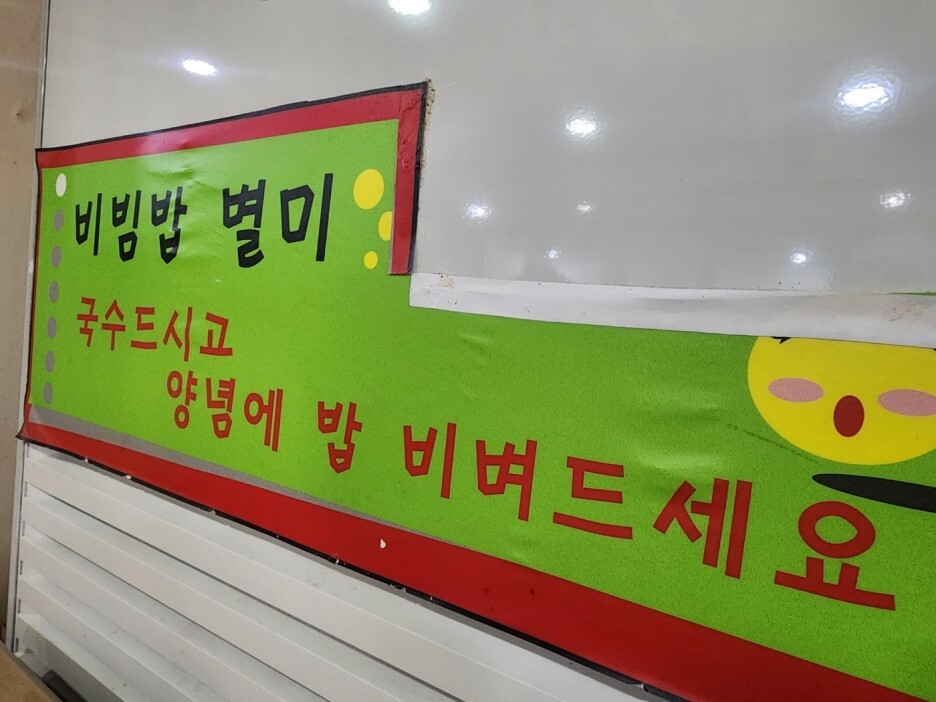 비빔밥 별미
국수드시고
양념에 밥 비벼드세요